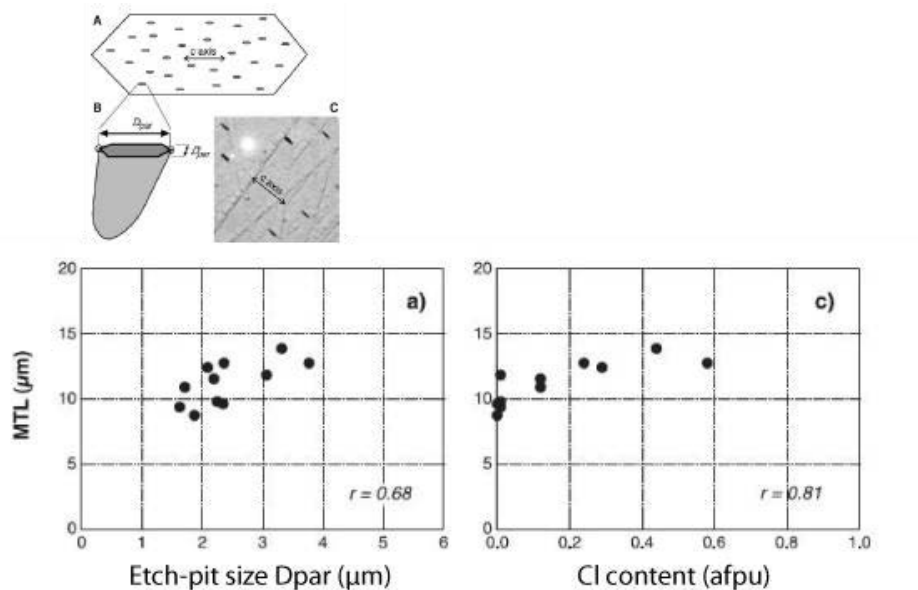 A
c axis
B
C
Dpar
Dper
c axis
20
15
10
5
0
MTL (μm)
a)
r = 0.68
0 1 2 3 4 5 6
Etch-pit size Dpar (μm)
20
15
10
5
0
c)
r = 0.81
0.0 0.2 0.4 0.6 0.8 1.0
Cl content (afpu)